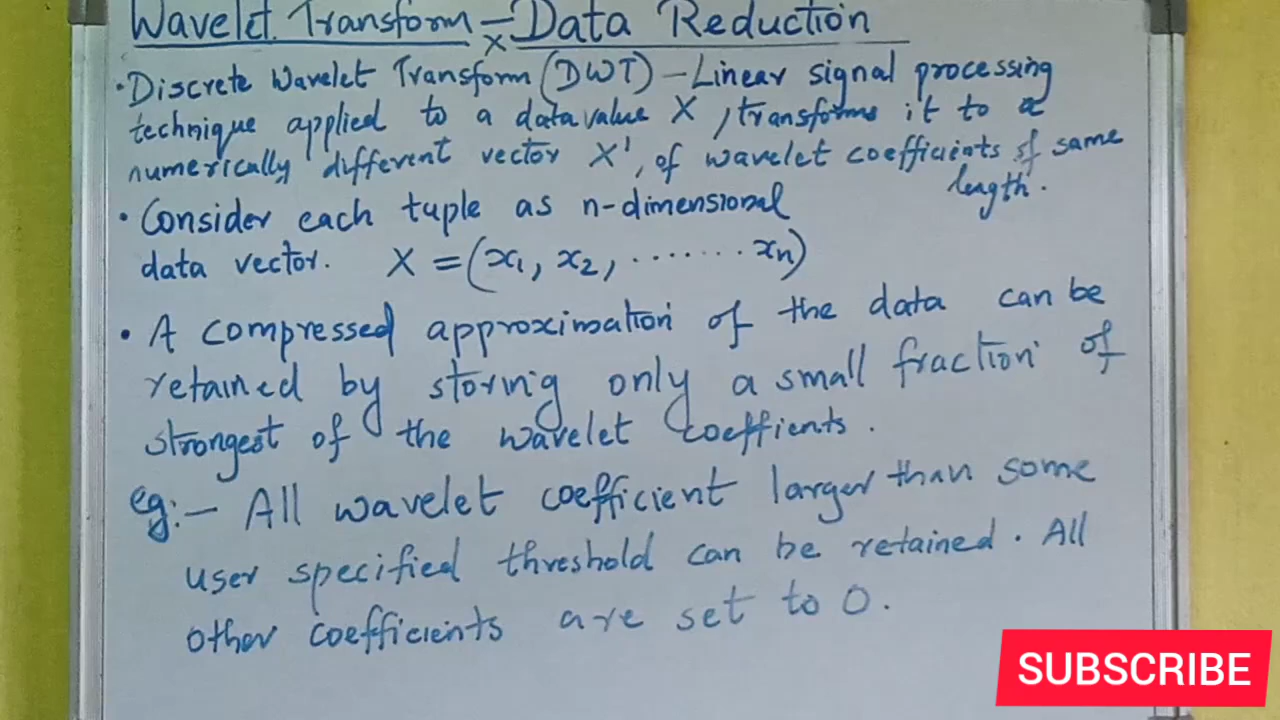 Wavelet Transform – Data Reduction
x
• Discrete Wavelet Transform (DWT) – Linear signal processing
technique applied to a data value X, transforms it to a
numerically different vector X', of wavelet coefficients of same
length.
• Consider each tuple as n-dimensional
data vector. X = (x1, x2, ........ xn)
• A compressed approximation of the data can be
retained by storing only a small fraction of
strongest of the wavelet coeffients.
eg:- All wavelet coefficient larger than some
user specified threshold can be retained. All
other coefficients are set to 0.
SUBSCRIBE